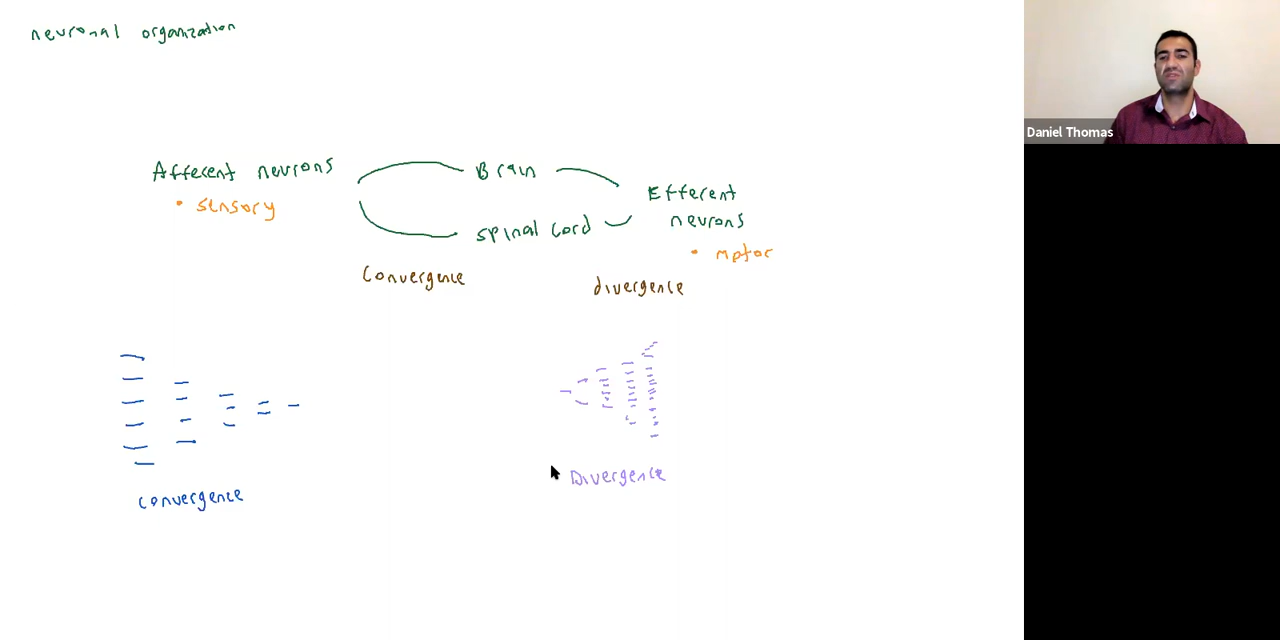 neuronal organization
Daniel Thomas
Afferent neurons
Brain
Efferent
neurons
• sensory
spinal cord
• motor
Convergence
divergence
Divergence
convergence